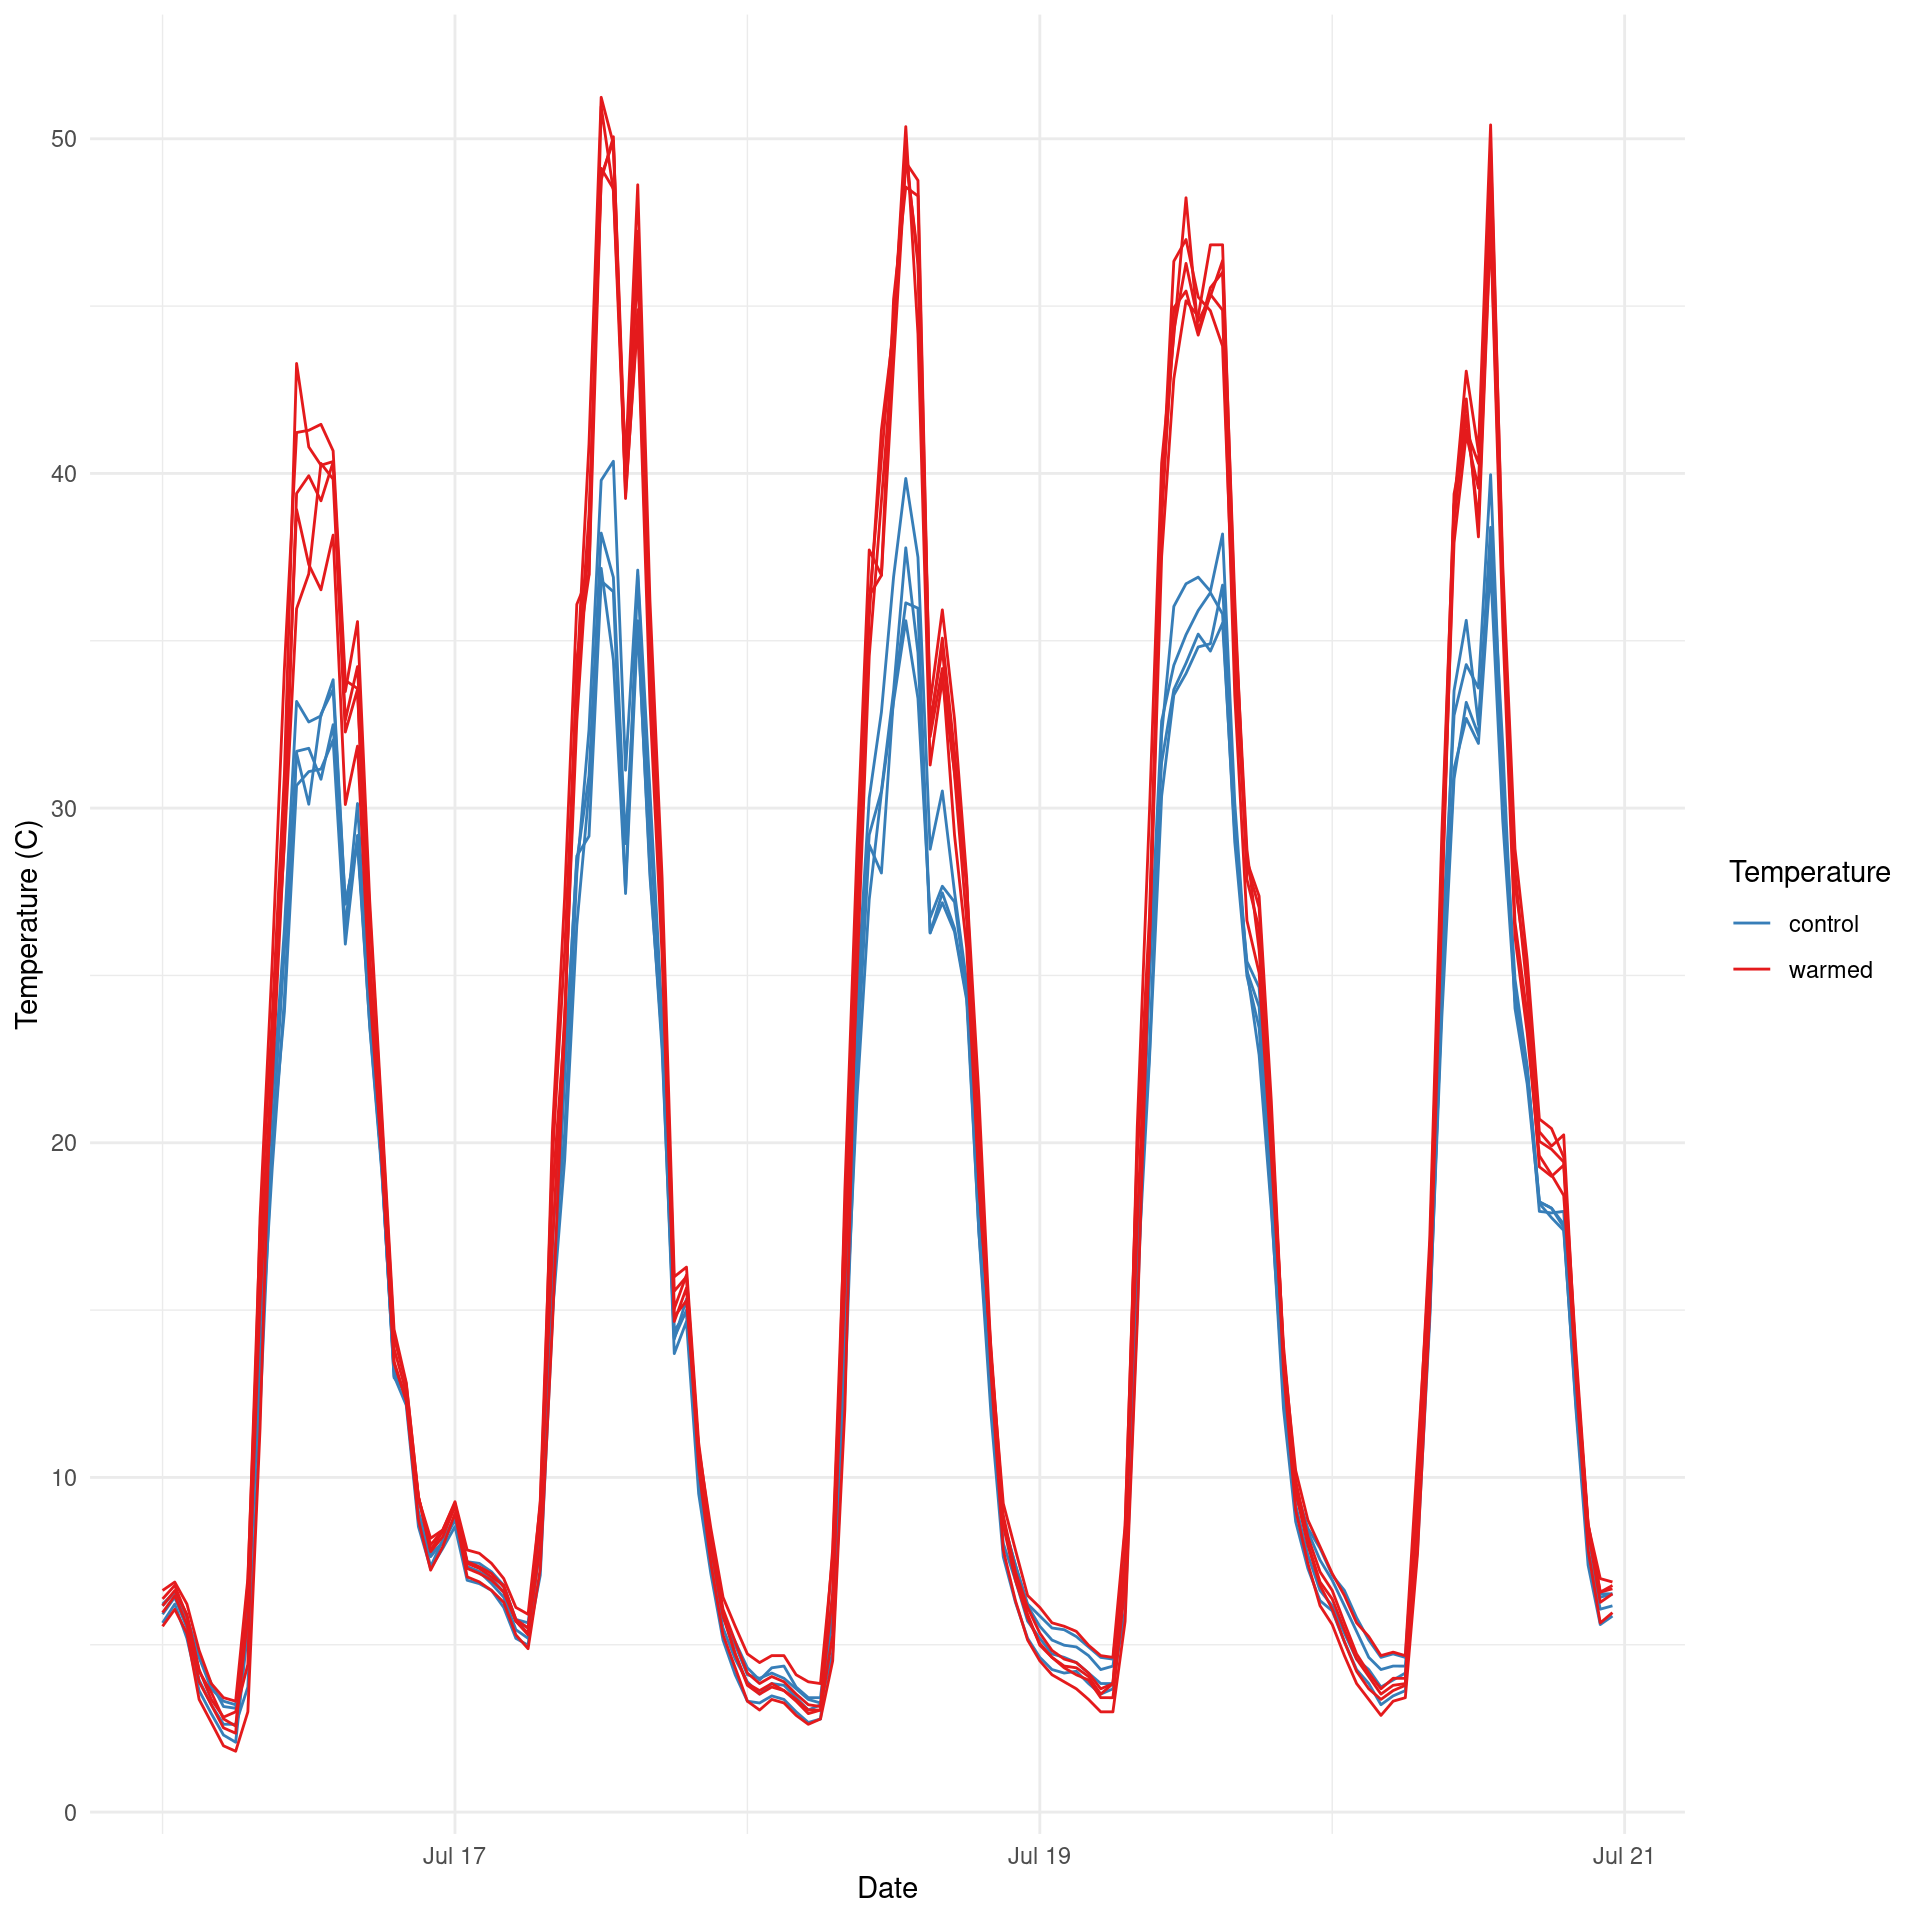 50
40
30
20
10
0
Temperature (C)
Jul 17
Jul 19
Jul 21
Date
Temperature
control
warmed